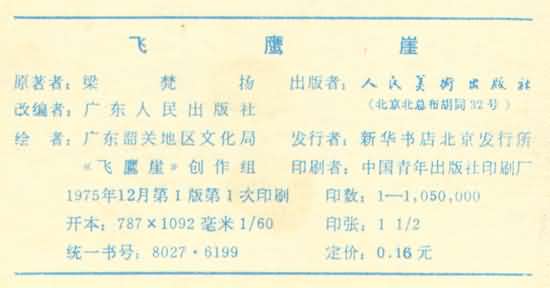 飞鹰崖
原著者：梁梵扬
改编者：广东人民出版社
绘者：广东韶关地区文化局
《飞鹰崖》创作组
1975年12月第1版第1次印刷
开本：787×1092毫米1/60
统一书号：8027·6199
出版者：人民美术出版社
（北京北总布胡同32号）
发行者：新华书店北京发行所
印刷者：中国青年出版社印刷厂
印数：1—1,050,000
印张：1 1/2
定价：0.16元